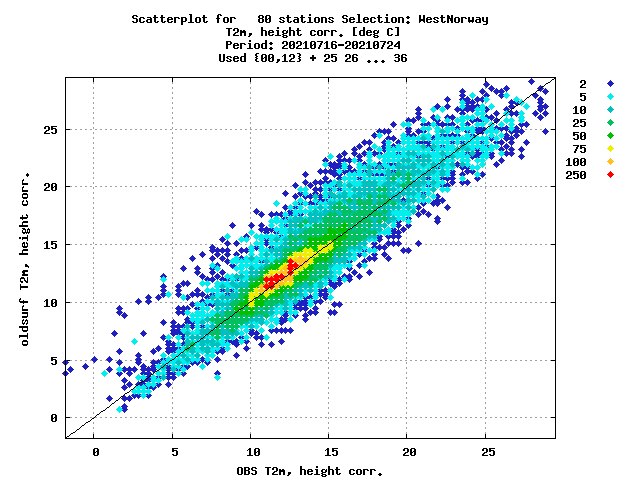 Scatterplot for   80 stations Selection: WestNorway
T2m, height corr. [deg C]
Period: 20210716-20210724
Used {00,12} + 25 26 ... 36
2
5
10
25
50
75
100
250
25
20
15
10
5
0
oldsurf T2m, height corr.
0 5 10 15 20 25
OBS T2m, height corr.